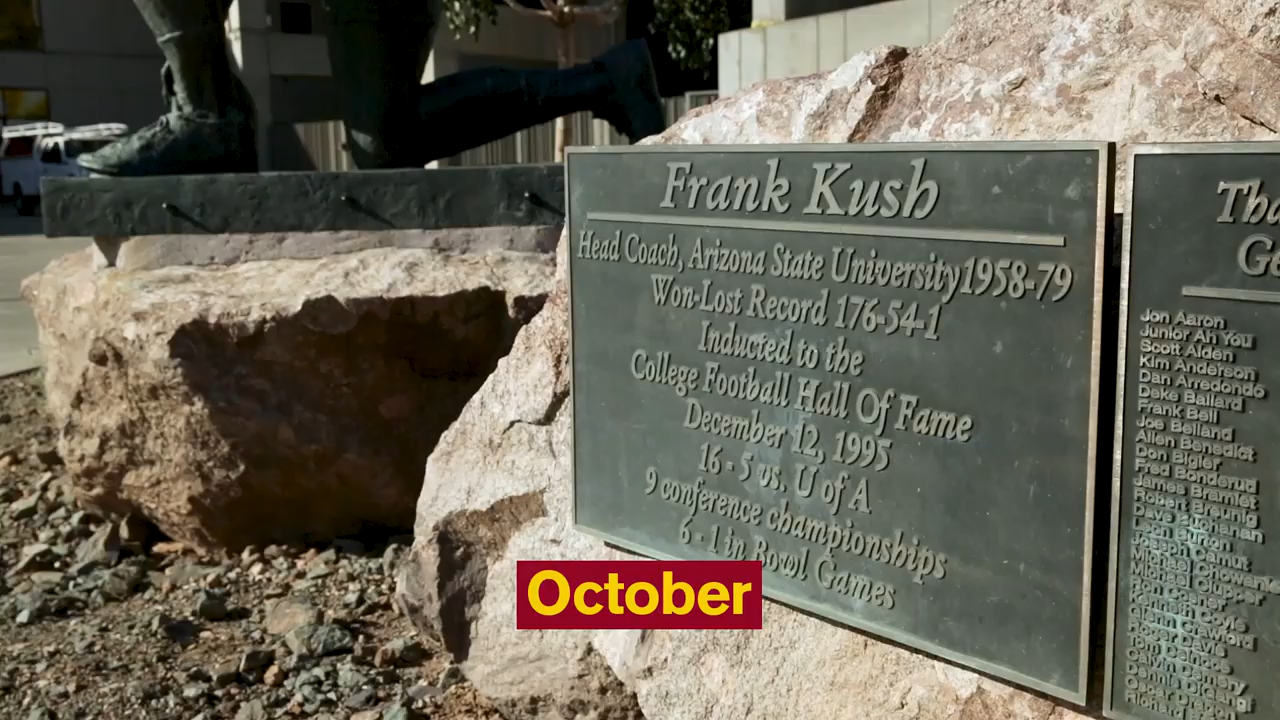 Frank Kush
Head Coach, Arizona State University 1958-79
Won-Lost Record 176-54-1
Inducted to the
College Football Hall Of Fame
December 12, 1995
16 - 5 vs. U of A
9 conference championships
6 - 1 in Bowl Games
October
Jon Aaron
Junior Ah You
Scott Alden
Kim Anderson
Dan Arredondo
Deke Ballard
Frank Bell
Joe Belland
Allen Benedict
Don Bigler
Fred Bonderud
James Bramlet
Robert Breunig
Dave Buchanan